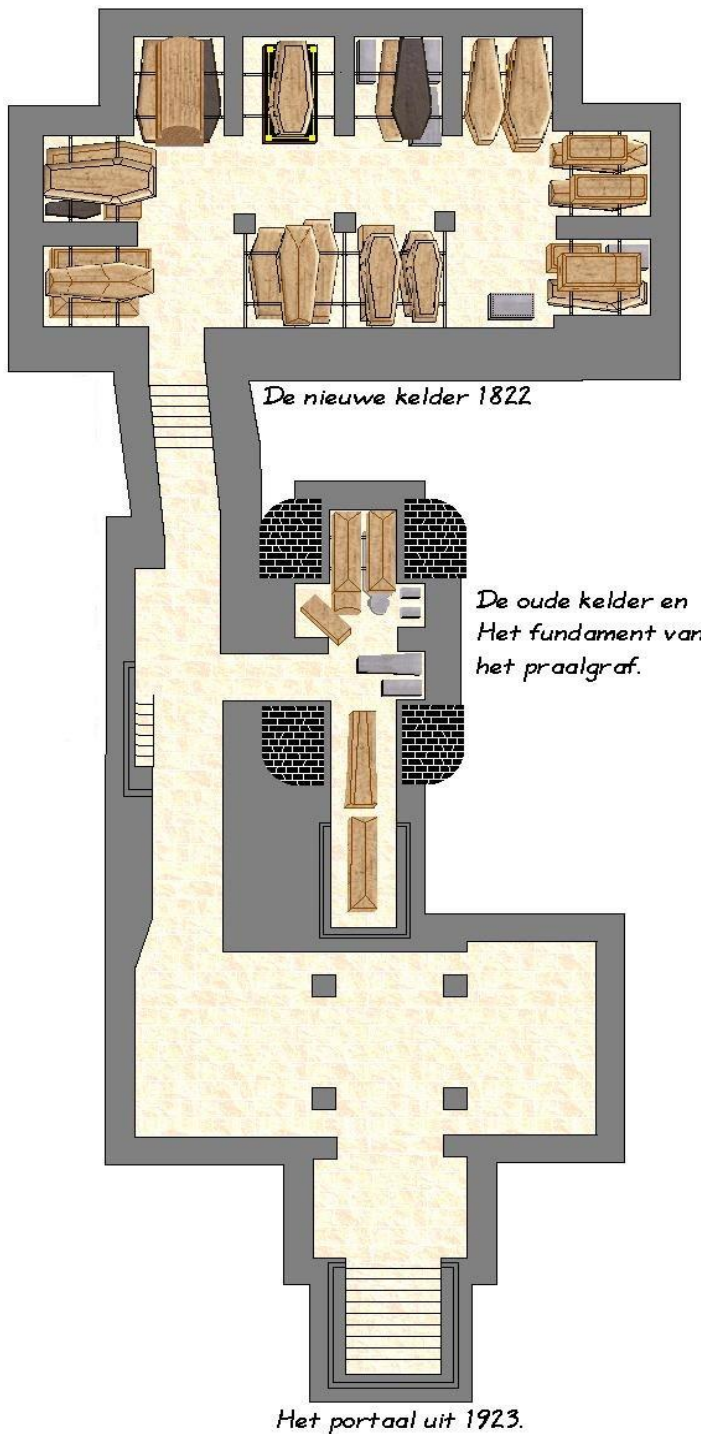 De nieuwe kelder 1822
De oude kelder en
Het fundament van
het praalgraf.
Het portaal uit 1923.